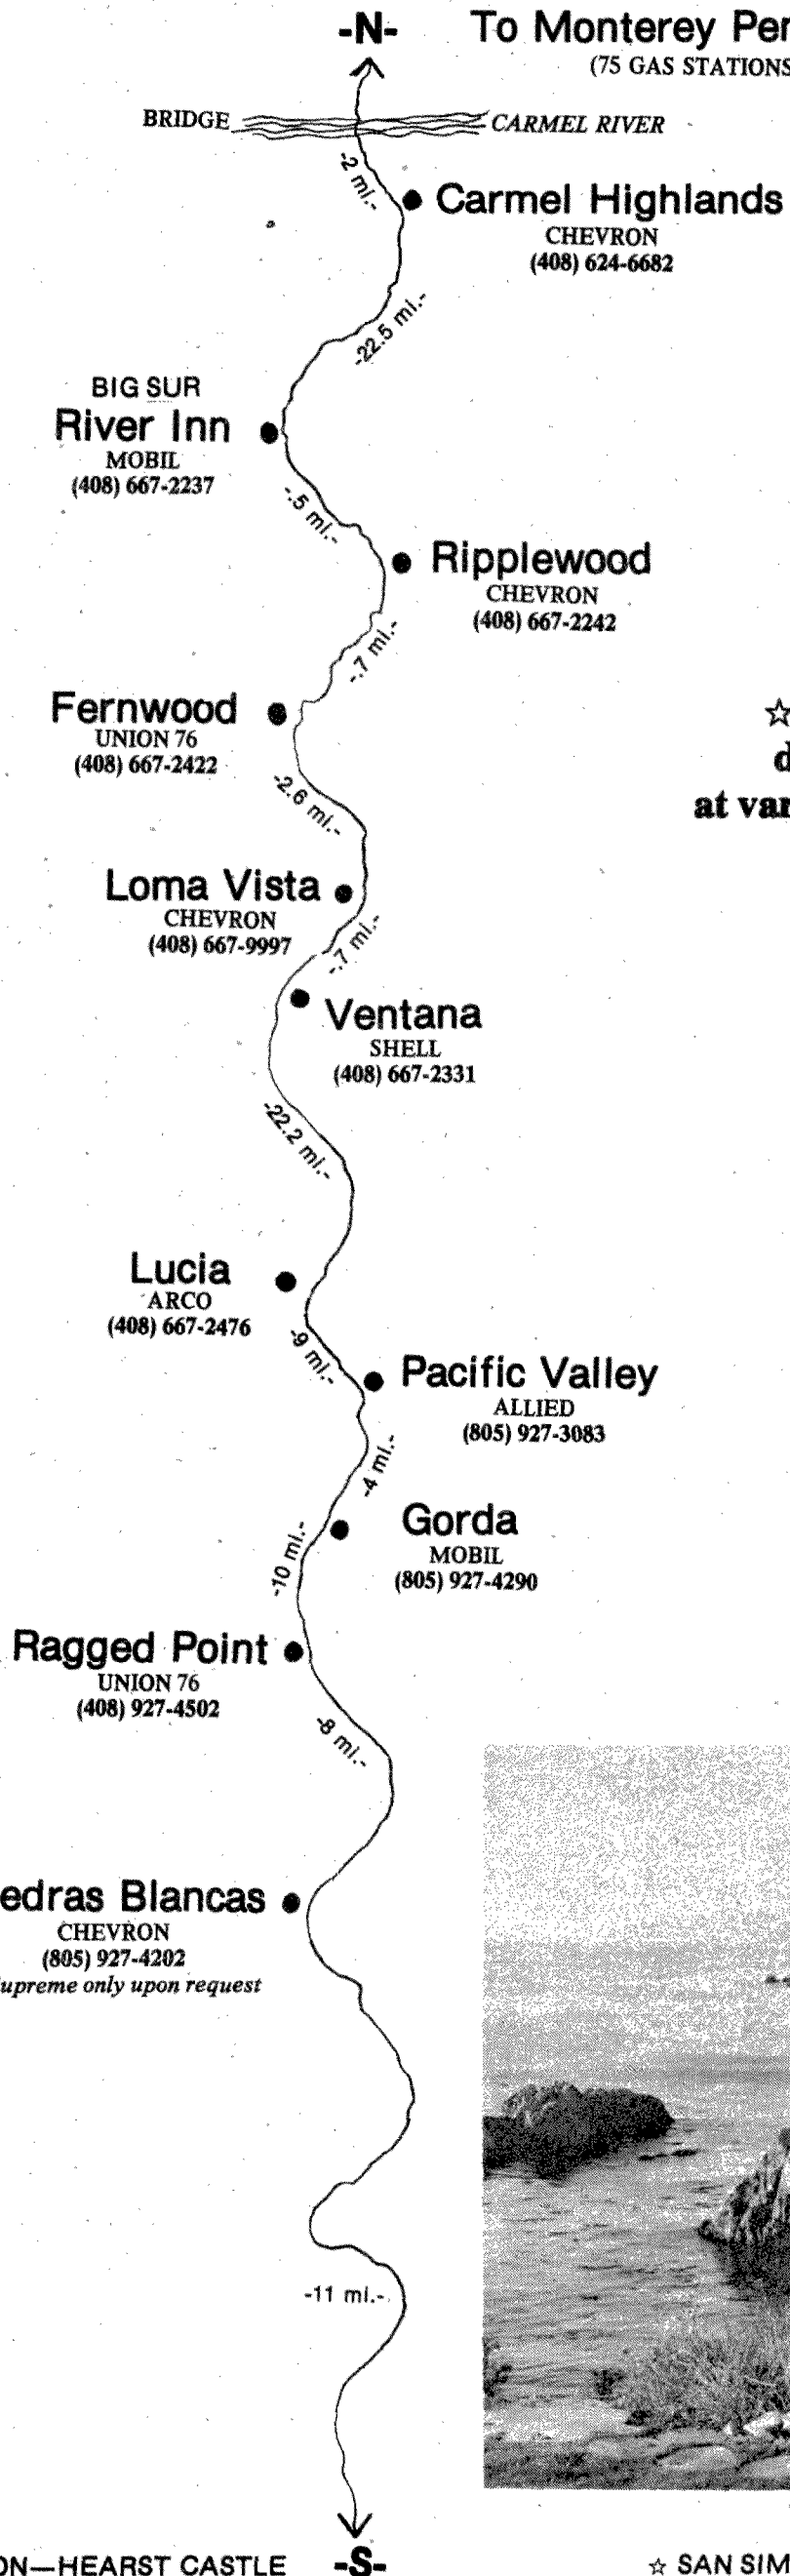 -N-
To Monterey Per
(75 GAS STATIONS
BRIDGE
CARMEL RIVER
-2 mi.-
Carmel Highlands
CHEVRON
(408) 624-6682
-22.5 mi.-
BIG SUR
River Inn
MOBIL
(408) 667-2237
-.5 mi.-
Ripplewood
CHEVRON
(408) 667-2242
-.7 mi.-
Fernwood
UNION 76
(408) 667-2422
☆
d
at var
-2.6 mi.-
Loma Vista
CHEVRON
(408) 667-9997
-.7 mi.-
Ventana
SHELL
(408) 667-2331
-22.2 mi.-
Lucia
ARCO
(408) 667-2476
-9 mi.-
Pacific Valley
ALLIED
(805) 927-3083
-4 mi.-
Gorda
MOBIL
(805) 927-4290
-10 mi.-
Ragged Point
UNION 76
(408) 927-4502
-8 mi.-
edras Blancas
CHEVRON
(805) 927-4202
upreme only upon request
-11 mi.-
ON—HEARST CASTLE
-S-
☆ SAN SIM